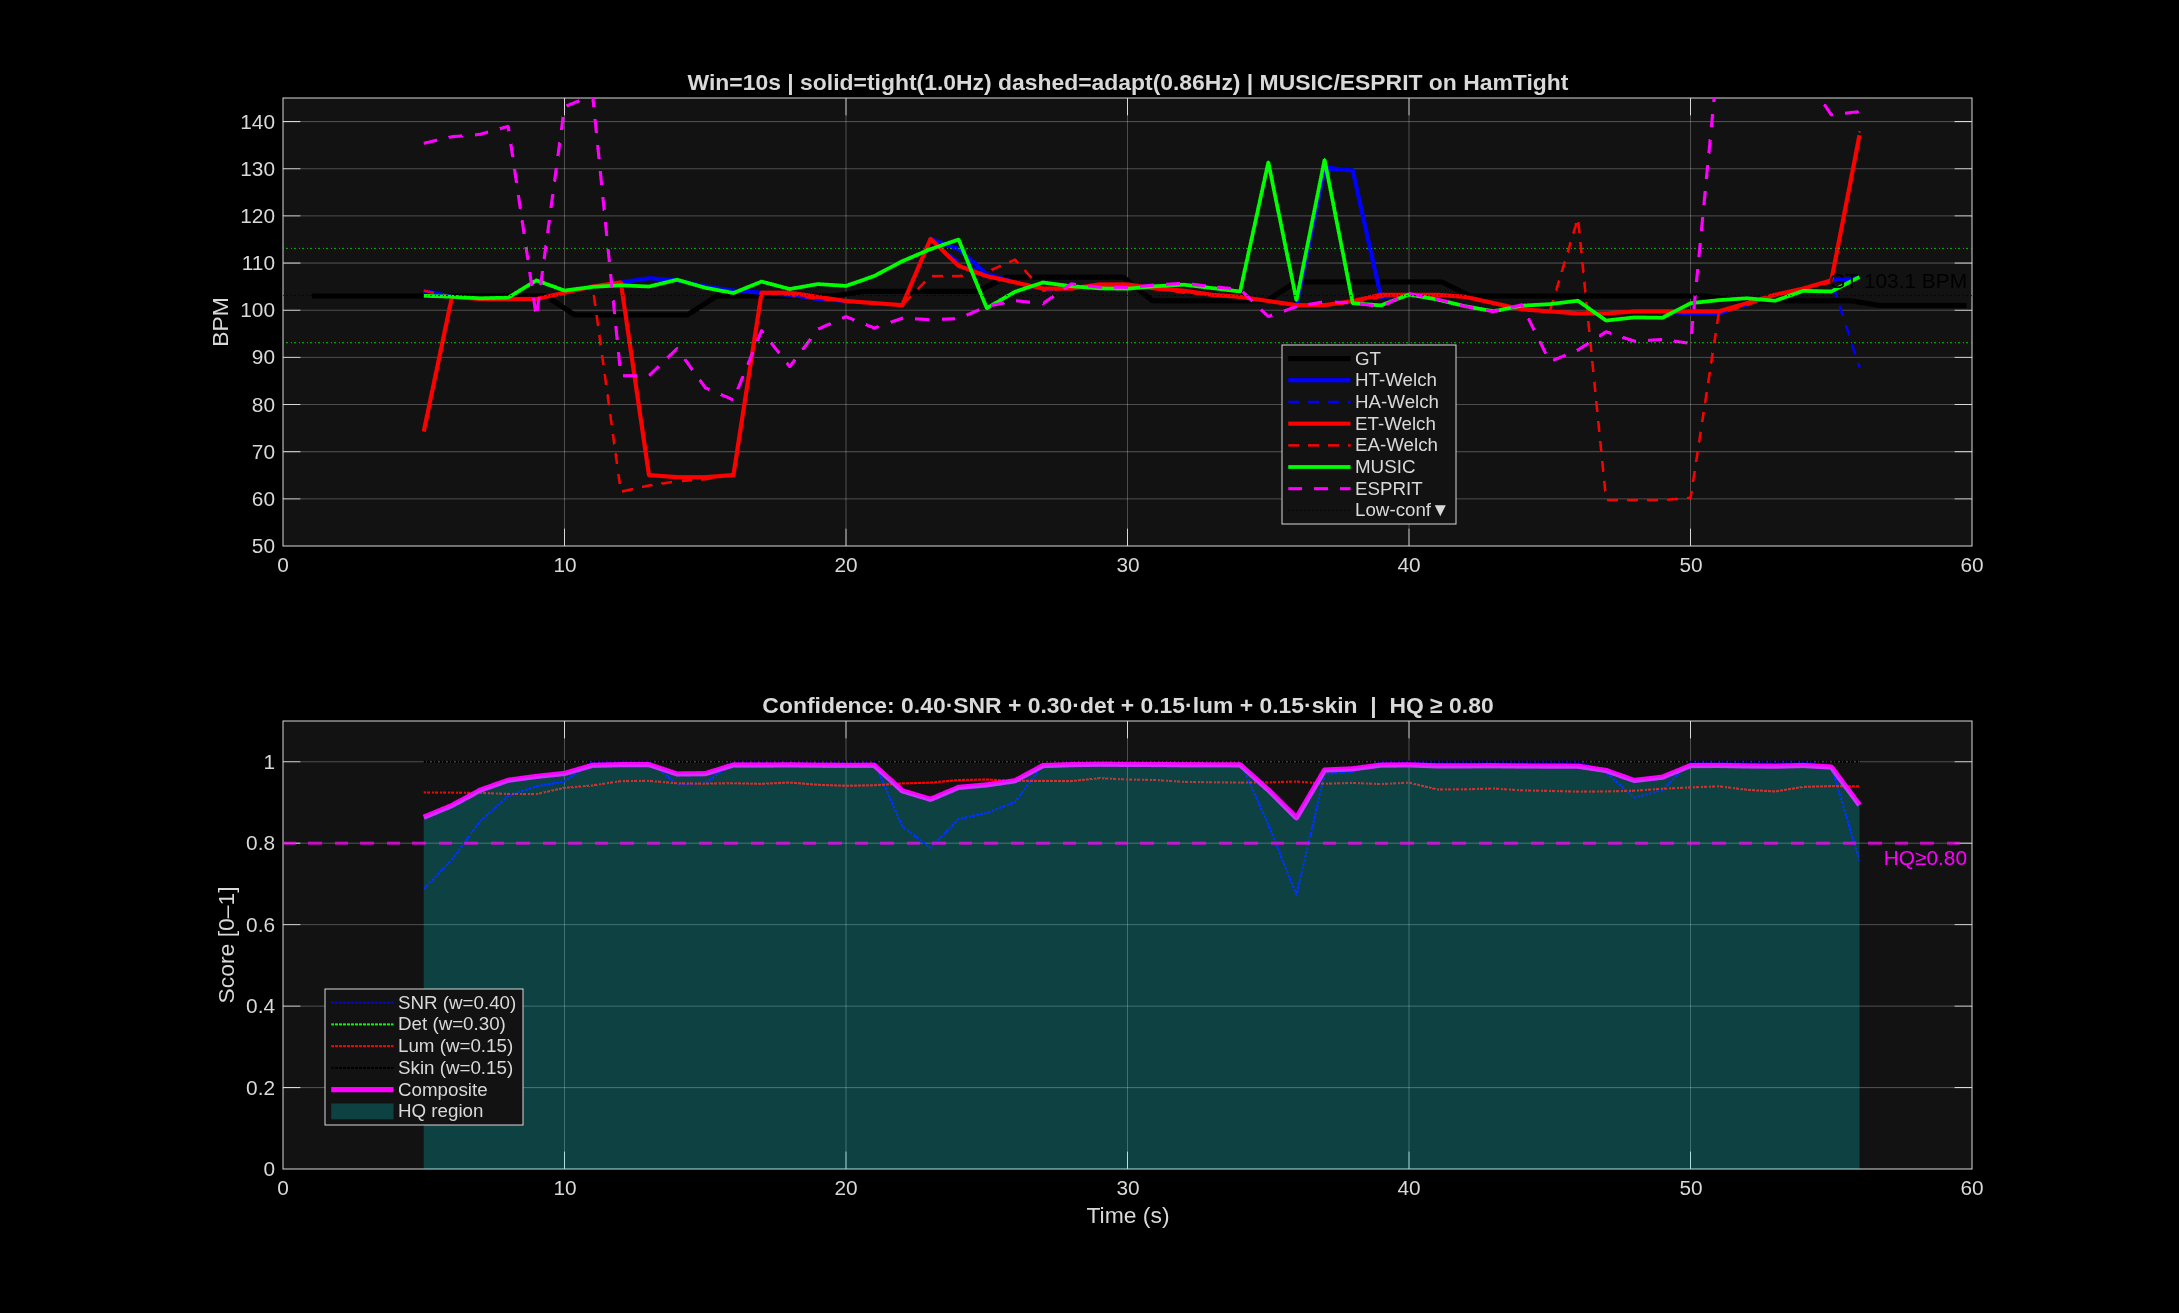 Win=10s | solid=tight(1.0Hz) dashed=adapt(0.86Hz) | MUSIC/ESPRIT on HamTight
BPM
140
130
120
110
100
90
80
70
60
50
0 10 20 30 40 50 60
103.1 BPM
GT
HT-Welch
HA-Welch
ET-Welch
EA-Welch
MUSIC
ESPRIT
Low-conf▼
Confidence: 0.40·SNR + 0.30·det + 0.15·lum + 0.15·skin | HQ ≥ 0.80
Score [0–1]
1
0.8
0.6
0.4
0.2
0
HQ≥0.80
SNR (w=0.40)
Det (w=0.30)
Lum (w=0.15)
Skin (w=0.15)
Composite
HQ region
0 10 20 30 40 50 60
Time (s)